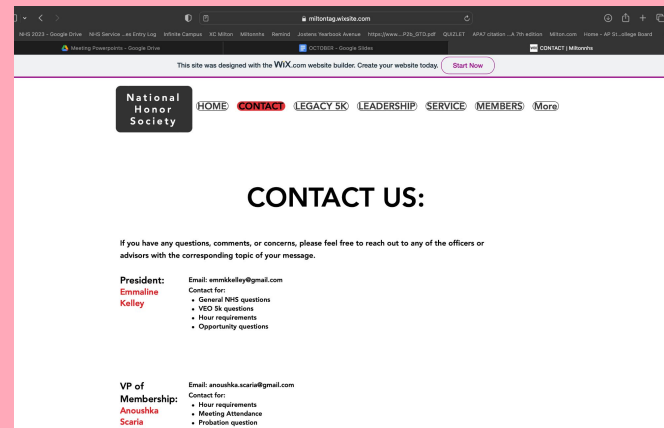 miltontag.wixsite.com
NHS 2023 - Google Drive NHS Service ...es Entry Log Infinite Campus XC Milton Miltonnhs Remind Jostens Yearbook Avenue https://www....P2b_GTD.pdf QUIZLET APA7 citation ...A 7th edition Milton.com Home - AP St...ollege Board
Meeting Powerpoints - Google Drive OCTOBER - Google Slides CONTACT | Miltonnhs
This site was designed with the WiX.com website builder. Create your website today. Start Now
National
Honor
Society
HOME CONTACT LEGACY 5K LEADERSHIP SERVICE MEMBERS More
CONTACT US:
If you have any questions, comments, or concerns, please feel free to reach out to any of the officers or
advisors with the corresponding topic of your message.
President:
Emmaline
Kelley
Email: emmkkelley@gmail.com
Contact for:
• General NHS questions
• VEO 5k questions
• Hour requirements
• Opportunity questions
VP of
Membership:
Anoushka
Scaria
Email: anoushka.scaria@gmail.com
Contact for:
• Hour requirements
• Meeting Attendance
• Probation question